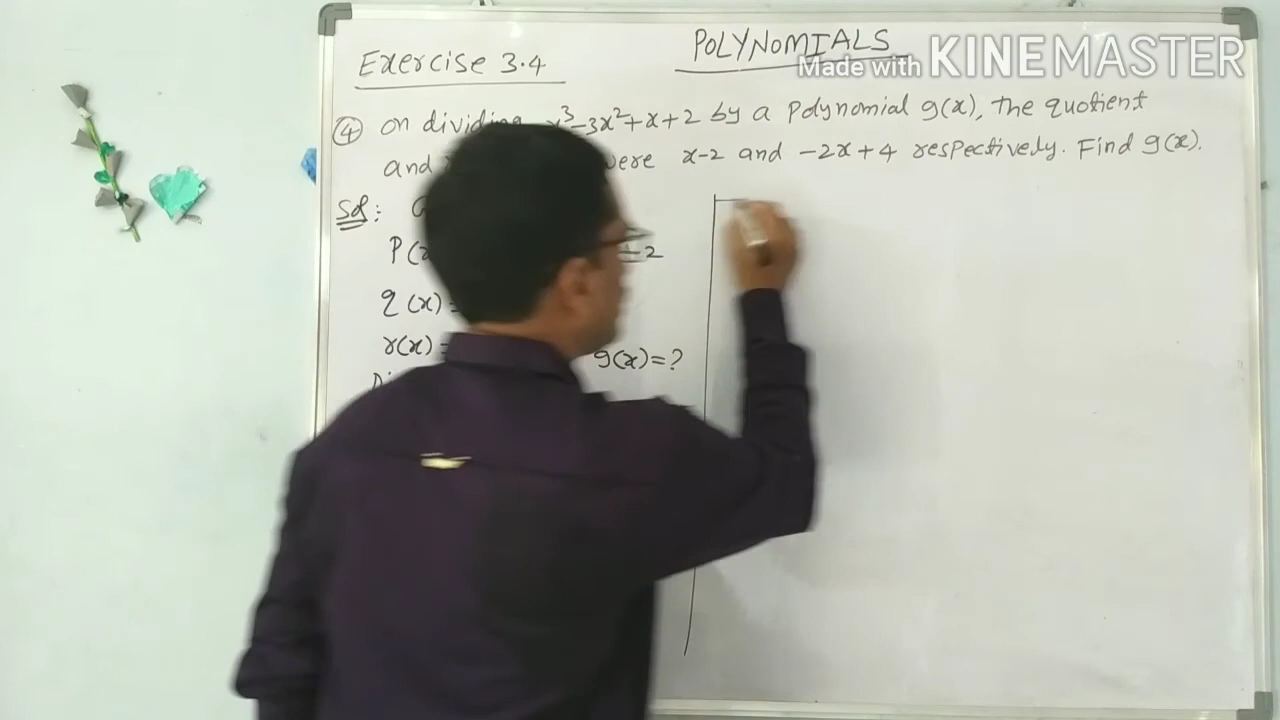 POLYNOMIALS
Made with KINEMASTER
Exercise 3.4
④ on dividing x³-3x²+x+2 by a polynomial g(x), The quotient
and were x-2 and -2x+4 respectively. Find g(x).
Sol:
P(x +2
q(x) =
r(x) = g(x)=?